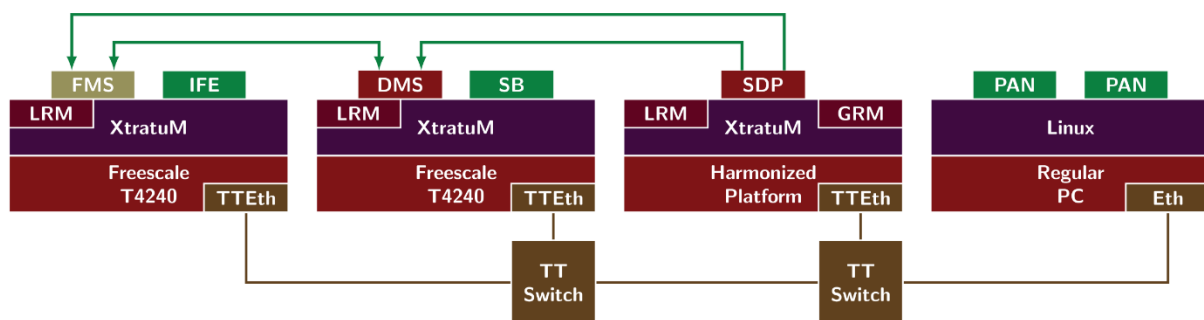 FMS
IFE
LRM
XtratuM
Freescale
T4240
TTEth
DMS
SB
LRM
XtratuM
Freescale
T4240
TTEth
SDP
LRM
XtratuM
GRM
Harmonized
Platform
TTEth
PAN
PAN
Linux
Regular
PC
Eth
TT
Switch
TT
Switch